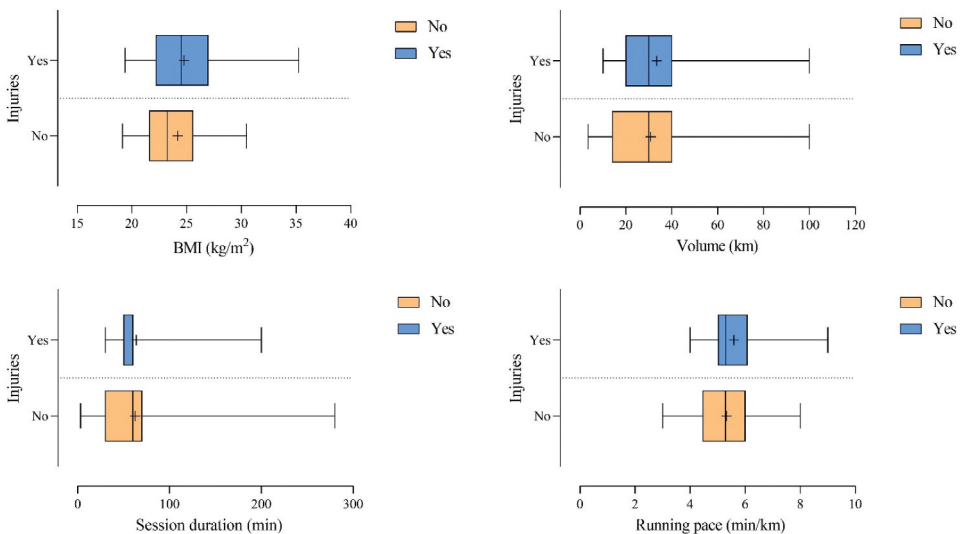 No
Yes
Injuries
Yes
No
15 20 25 30 35 40
BMI (kg/m²)
No
Yes
Injuries
Yes
No
0 20 40 60 80 100 120
Volume (km)
No
Yes
Injuries
Yes
No
0 100 200 300
Session duration (min)
No
Yes
Injuries
Yes
No
0 2 4 6 8 10
Running pace (min/km)